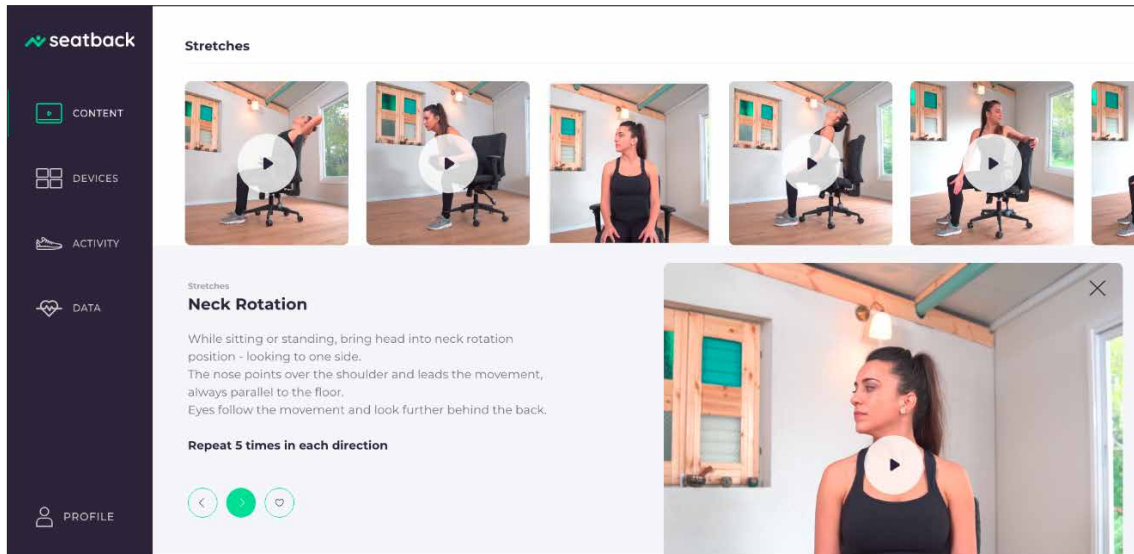 seatback
CONTENT
DEVICES
ACTIVITY
DATA
PROFILE
Stretches
Stretches
Neck Rotation
While sitting or standing, bring head into neck rotation
position - looking to one side.
The nose points over the shoulder and leads the movement,
always parallel to the floor.
Eyes follow the movement and look further behind the back.
Repeat 5 times in each direction